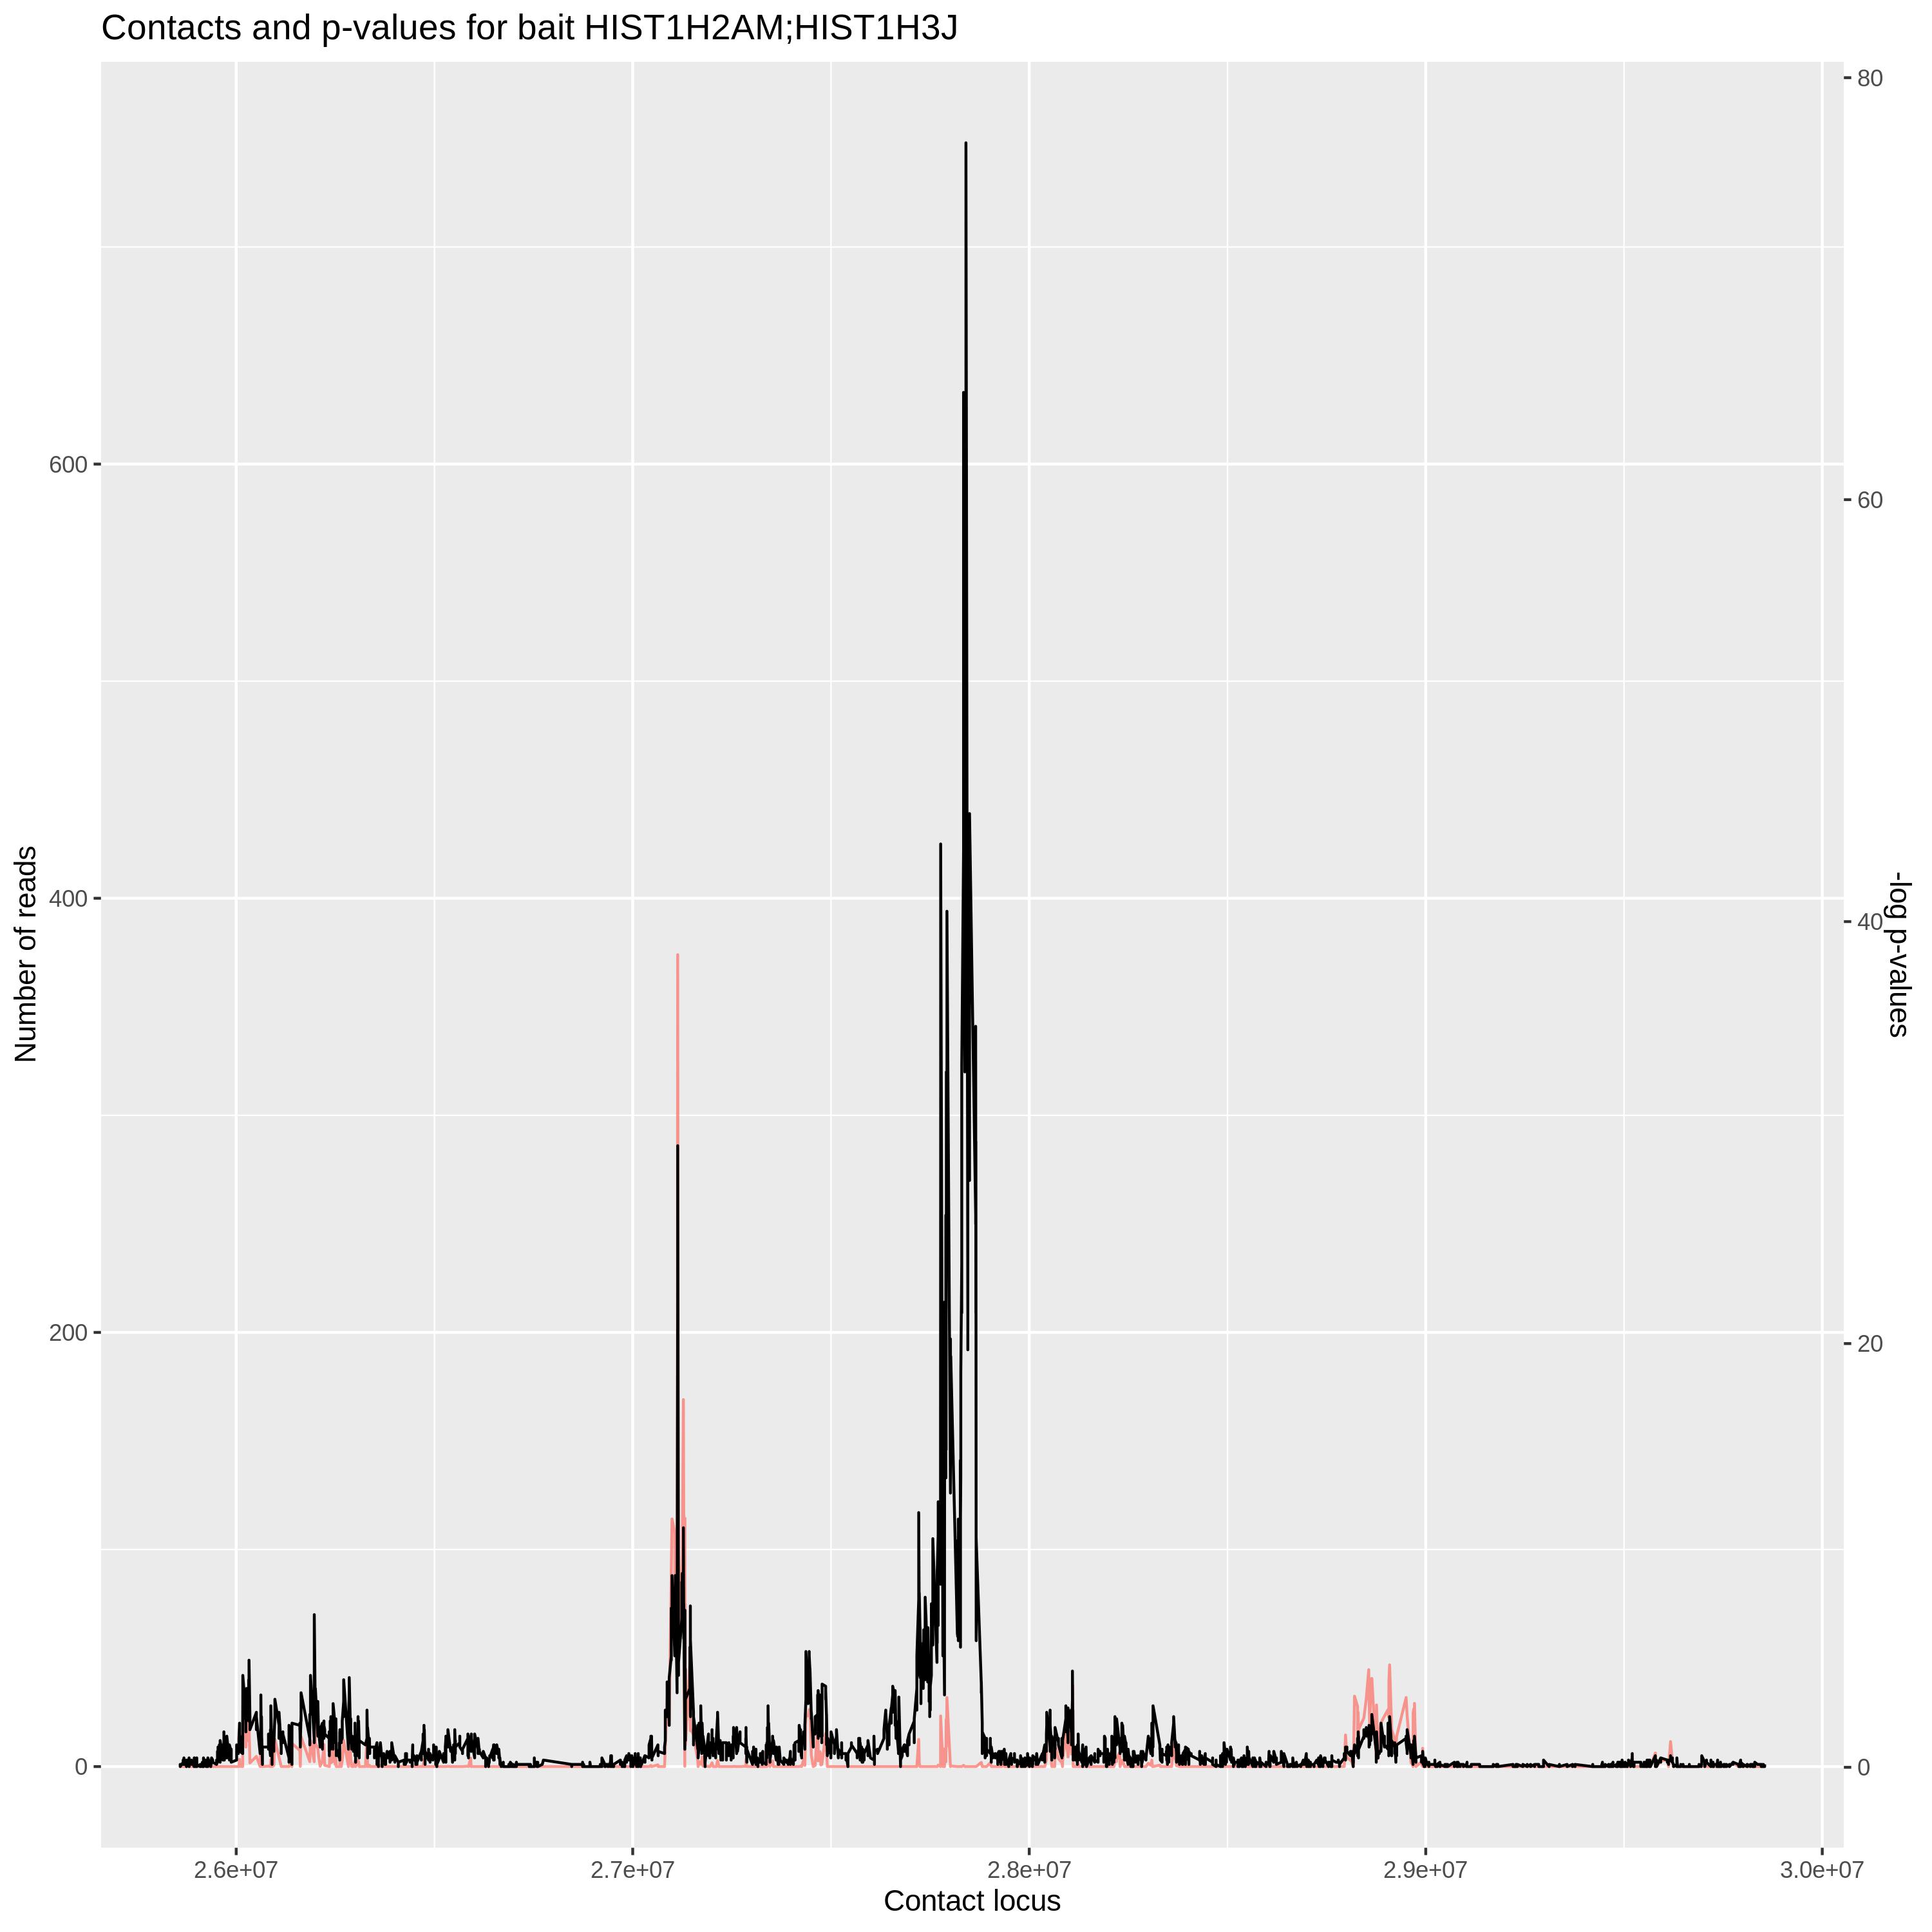 Contacts and p-values for bait HIST1H2AM;HIST1H3J
80
600
60
400
40
Number of reads
-log p-values
200
20
0
0
2.6e+07
2.7e+07
2.8e+07
2.9e+07
3.0e+07
Contact locus